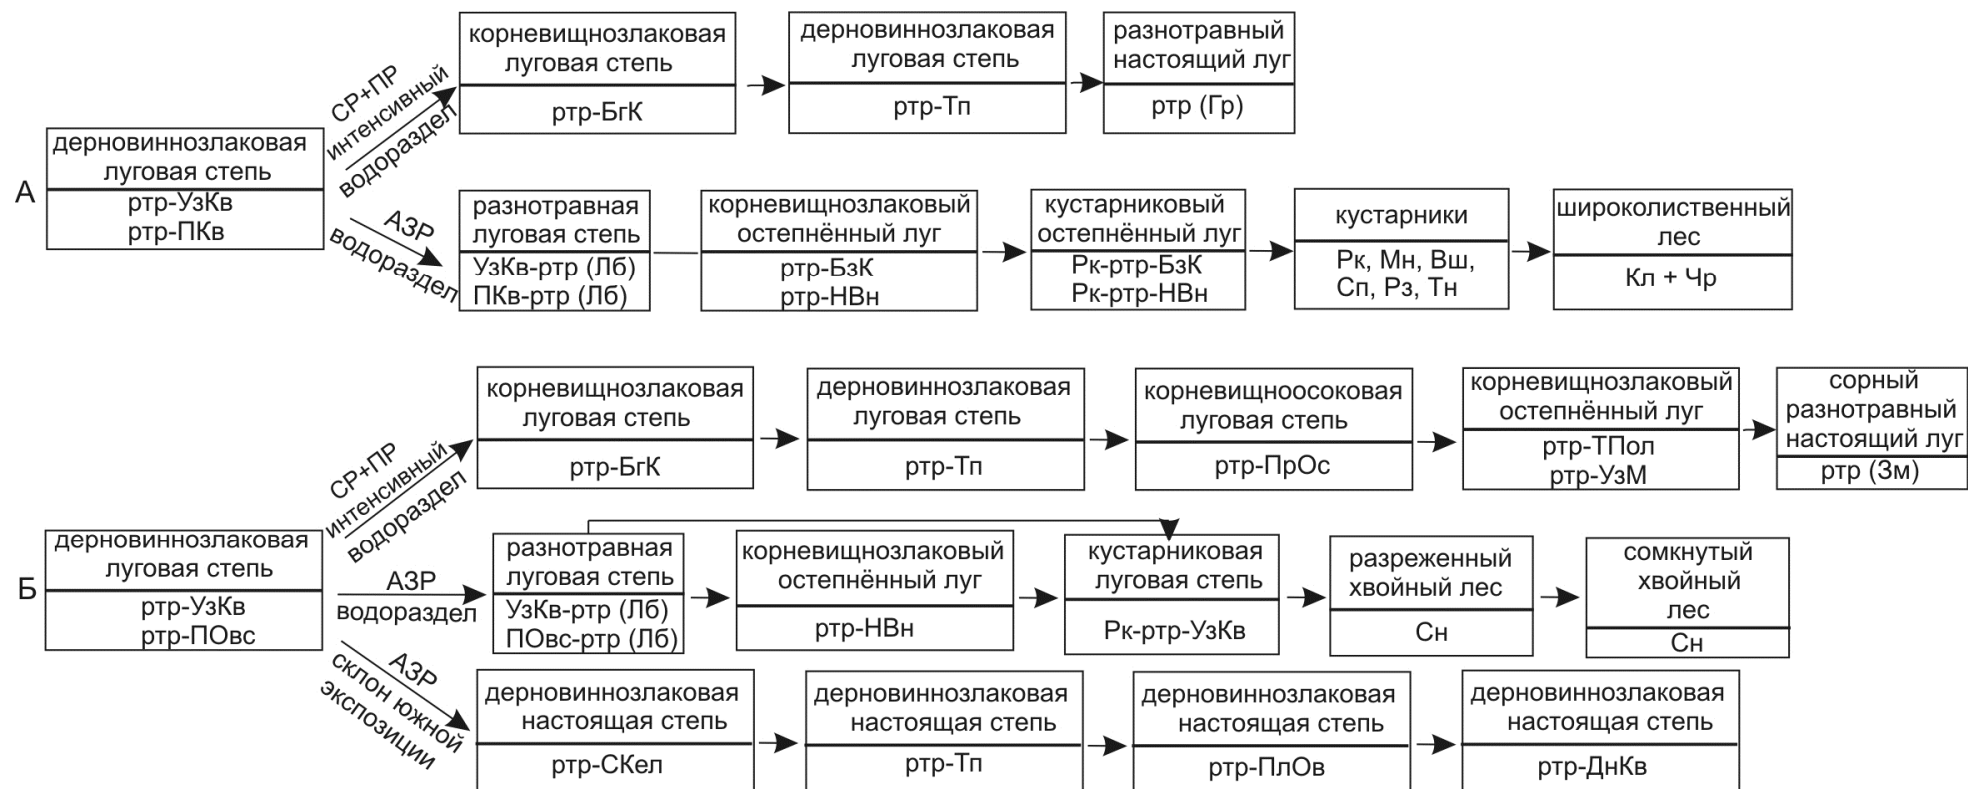 А
дерновиннозлаковая
луговая степь
ртр-УзКв
ртр-ПКв
СР+ПР
интенсивный
водораздел
корневищнозлаковая
луговая степь
ртр-БгК
дерновиннозлаковая
луговая степь
ртр-Тп
разнотравный
настоящий луг
ртр (Гр)
АЗР
водораздел
разнотравная
луговая степь
УзКв-ртр (Лб)
ПКв-ртр (Лб)
корневищнозлаковый
остепнённый луг
ртр-БзК
ртр-НВн
кустарниковый
остепнённый луг
Рк-ртр-БзК
Рк-ртр-НВн
кустарники
Рк, Мн, Вш,
Сп, Рз, Тн
широколиственный
лес
Кл + Чр
Б
дерновиннозлаковая
луговая степь
ртр-УзКв
ртр-ПОвс
СР+ПР
интенсивный
водораздел
корневищнозлаковая
луговая степь
ртр-БгК
дерновиннозлаковая
луговая степь
ртр-Тп
корневищноосоковая
луговая степь
ртр-ПрОс
корневищнозлаковый
остепнённый луг
ртр-ТПол
ртр-УзМ
сорный
разнотравный
настоящий луг
ртр (Зм)
АЗР
водораздел
разнотравная
луговая степь
УзКв-ртр (Лб)
ПОвс-ртр (Лб)
корневищнозлаковый
остепнённый луг
ртр-НВн
кустарниковая
луговая степь
Рк-ртр-УзКв
разреженный
хвойный лес
Сн
сомкнутый
хвойный
лес
Сн
АЗР
склон южной
экспозиции
дерновиннозлаковая
настоящая степь
ртр-СКел
дерновиннозлаковая
настоящая степь
ртр-Тп
дерновиннозлаковая
настоящая степь
ртр-ПлОв
дерновиннозлаковая
настоящая степь
ртр-ДнКв